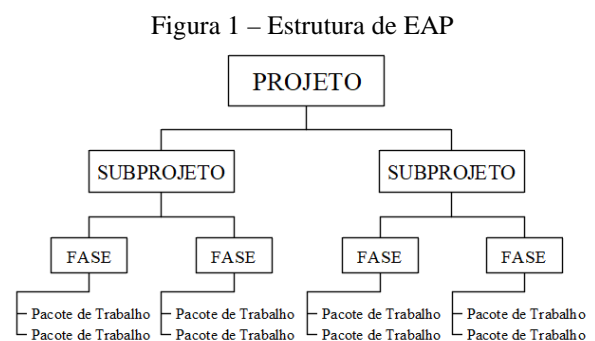 Figura 1 – Estrutura de EAP
PROJETO
SUBPROJETO SUBPROJETO
FASE FASE FASE FASE
Pacote de Trabalho Pacote de Trabalho Pacote de Trabalho Pacote de Trabalho
Pacote de Trabalho Pacote de Trabalho Pacote de Trabalho Pacote de Trabalho